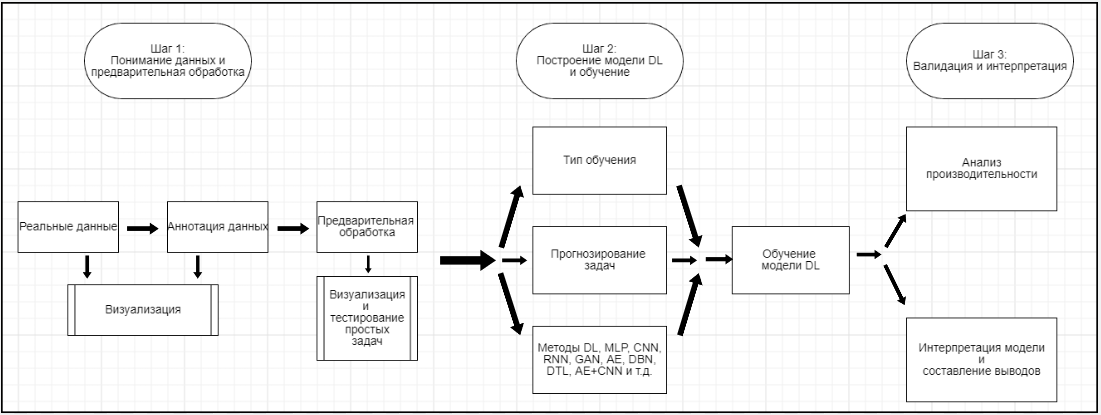 Шаг 1:
Понимание данных и
предварительная обработка
Шаг 2:
Построение модели DL
и обучение
Шаг 3:
Валидация и интерпретация
Реальные данные
Аннотация данных
Предварительная
обработка
Визуализация
Визуализация
и
тестирование
простых
задач
Тип обучения
Прогнозирование
задач
Методы DL, MLP, CNN,
RNN, GAN, AE, DBN,
DTL, AE+CNN и т.д.
Обучение
модели DL
Анализ
производительности
Интерпретация модели
и
составление выводов